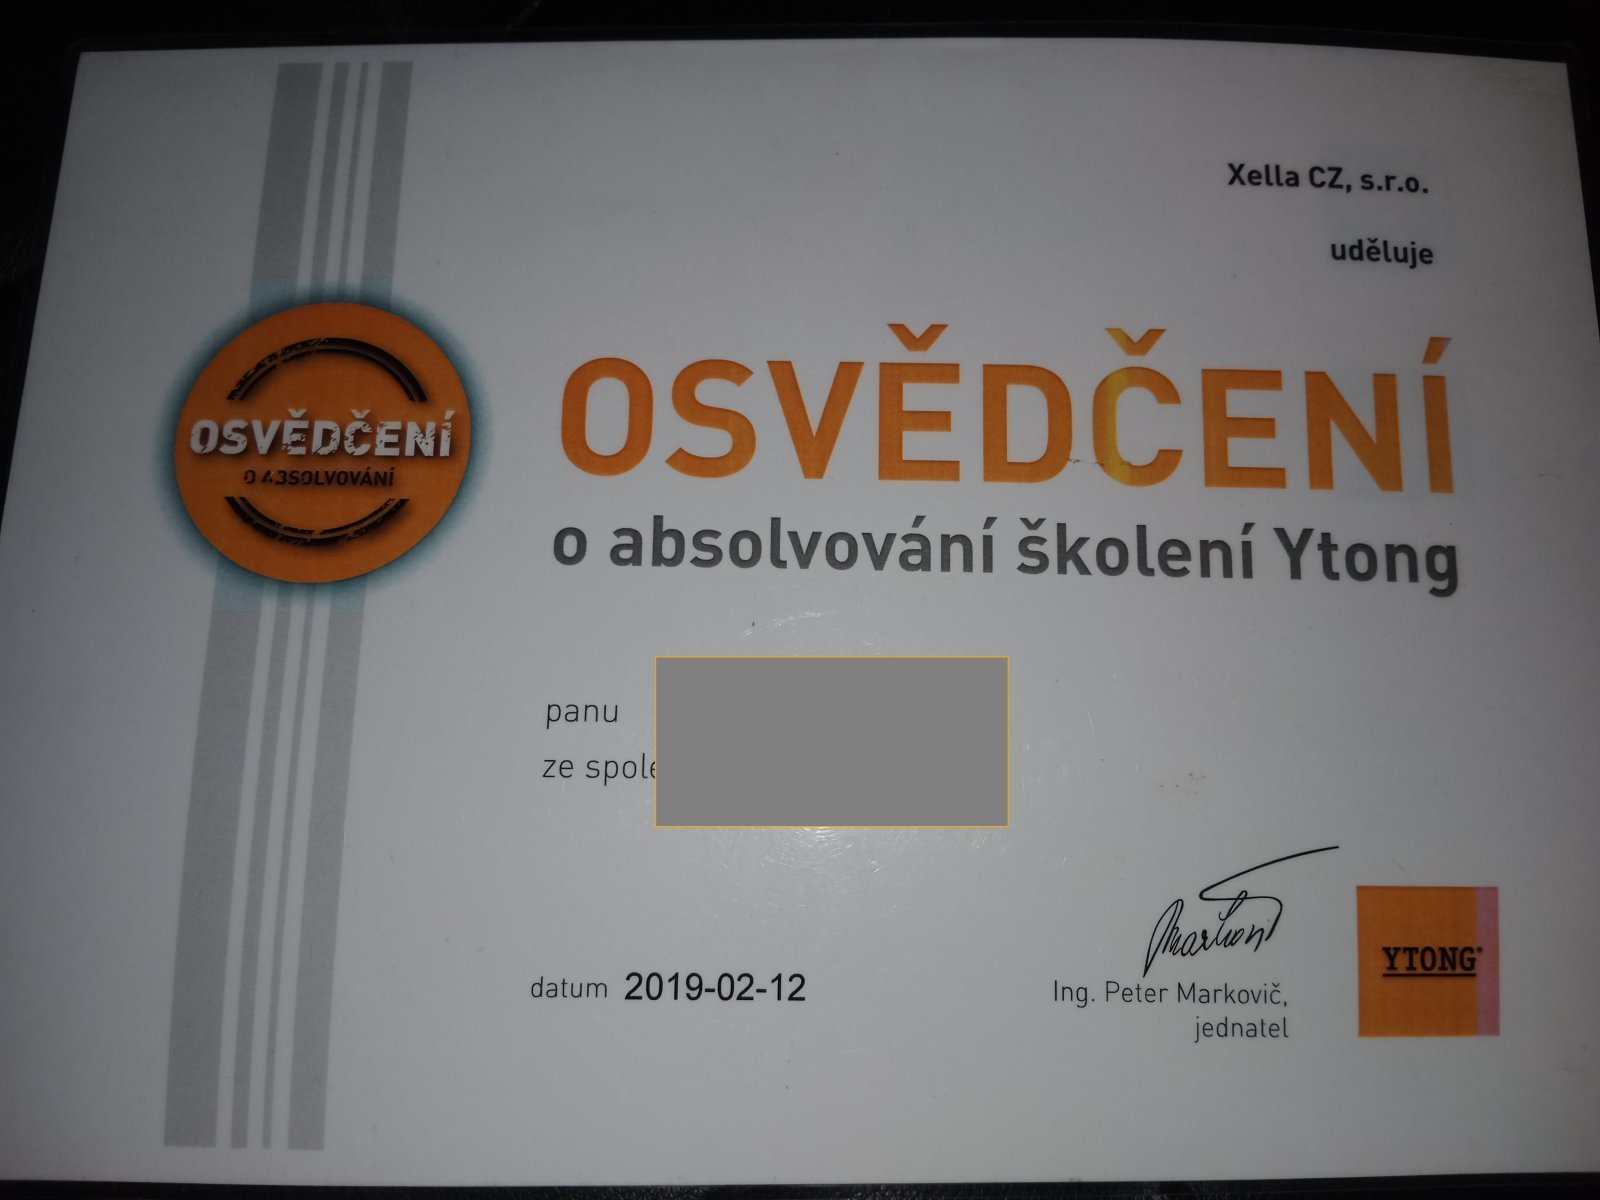 Xella CZ, s.r.o.
uděluje
OSVĚDČENÍ
O ABSOLVOVÁNÍ
OSVĚDČENÍ
o absolvování školení Ytong
panu
ze spole
datum 2019-02-12
Markovič
Ing. Peter Markovič,
jednatel
YTONG®